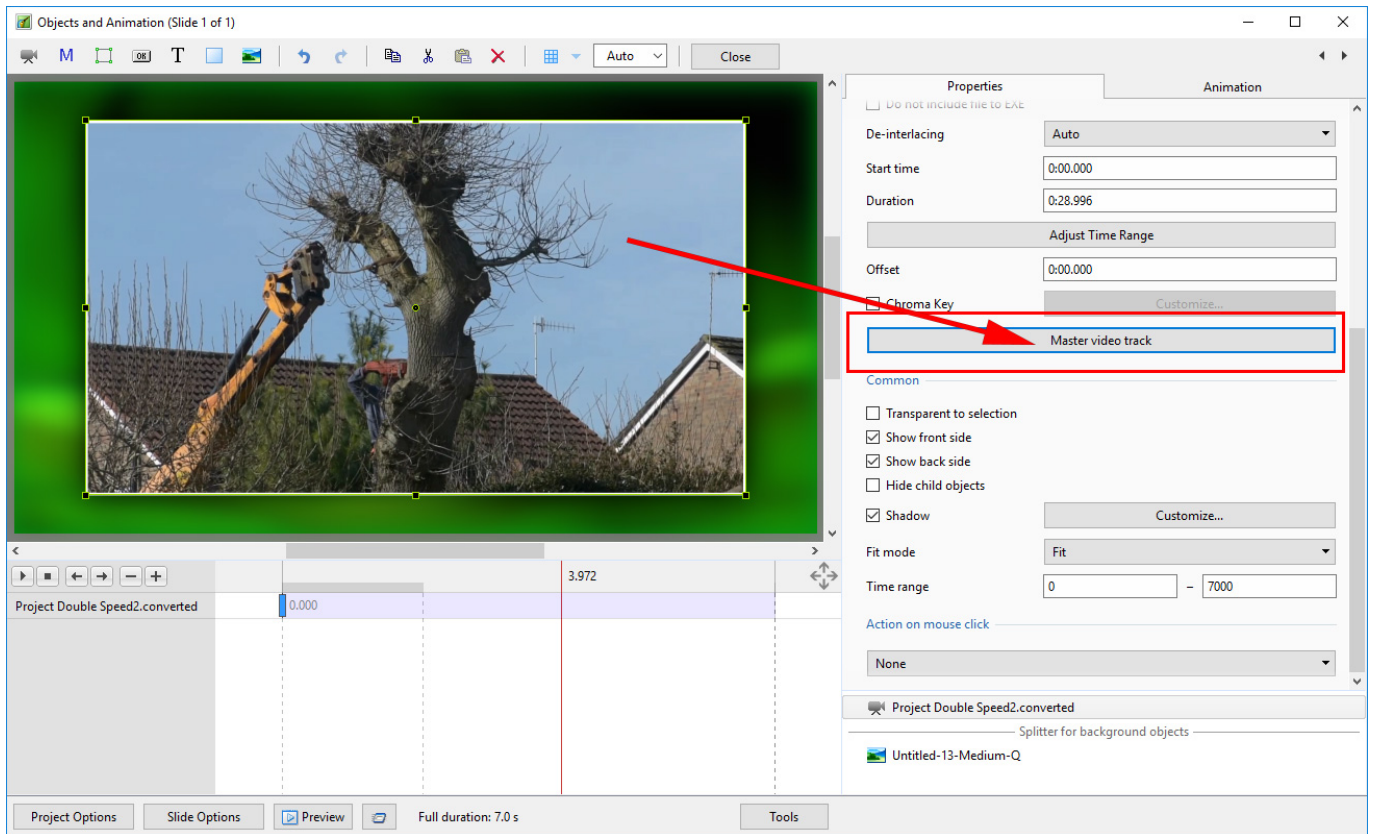 Objects and Animation (Slide 1 of 1)
M OK T Auto Close
Properties Animation
Do not include file to EXE
De-interlacing Auto
Start time 0:00.000
Duration 0:28.996
Adjust Time Range
Offset 0:00.000
Chroma Key Customize...
Master video track
Common
Transparent to selection
Show front side
Show back side
Hide child objects
Shadow Customize...
Fit mode Fit
Time range 0 – 7000
Action on mouse click
None
3.972
Project Double Speed2.converted 0.000
Project Double Speed2.converted
Splitter for background objects
Untitled-13-Medium-Q
Project Options Slide Options Preview Full duration: 7.0 s Tools